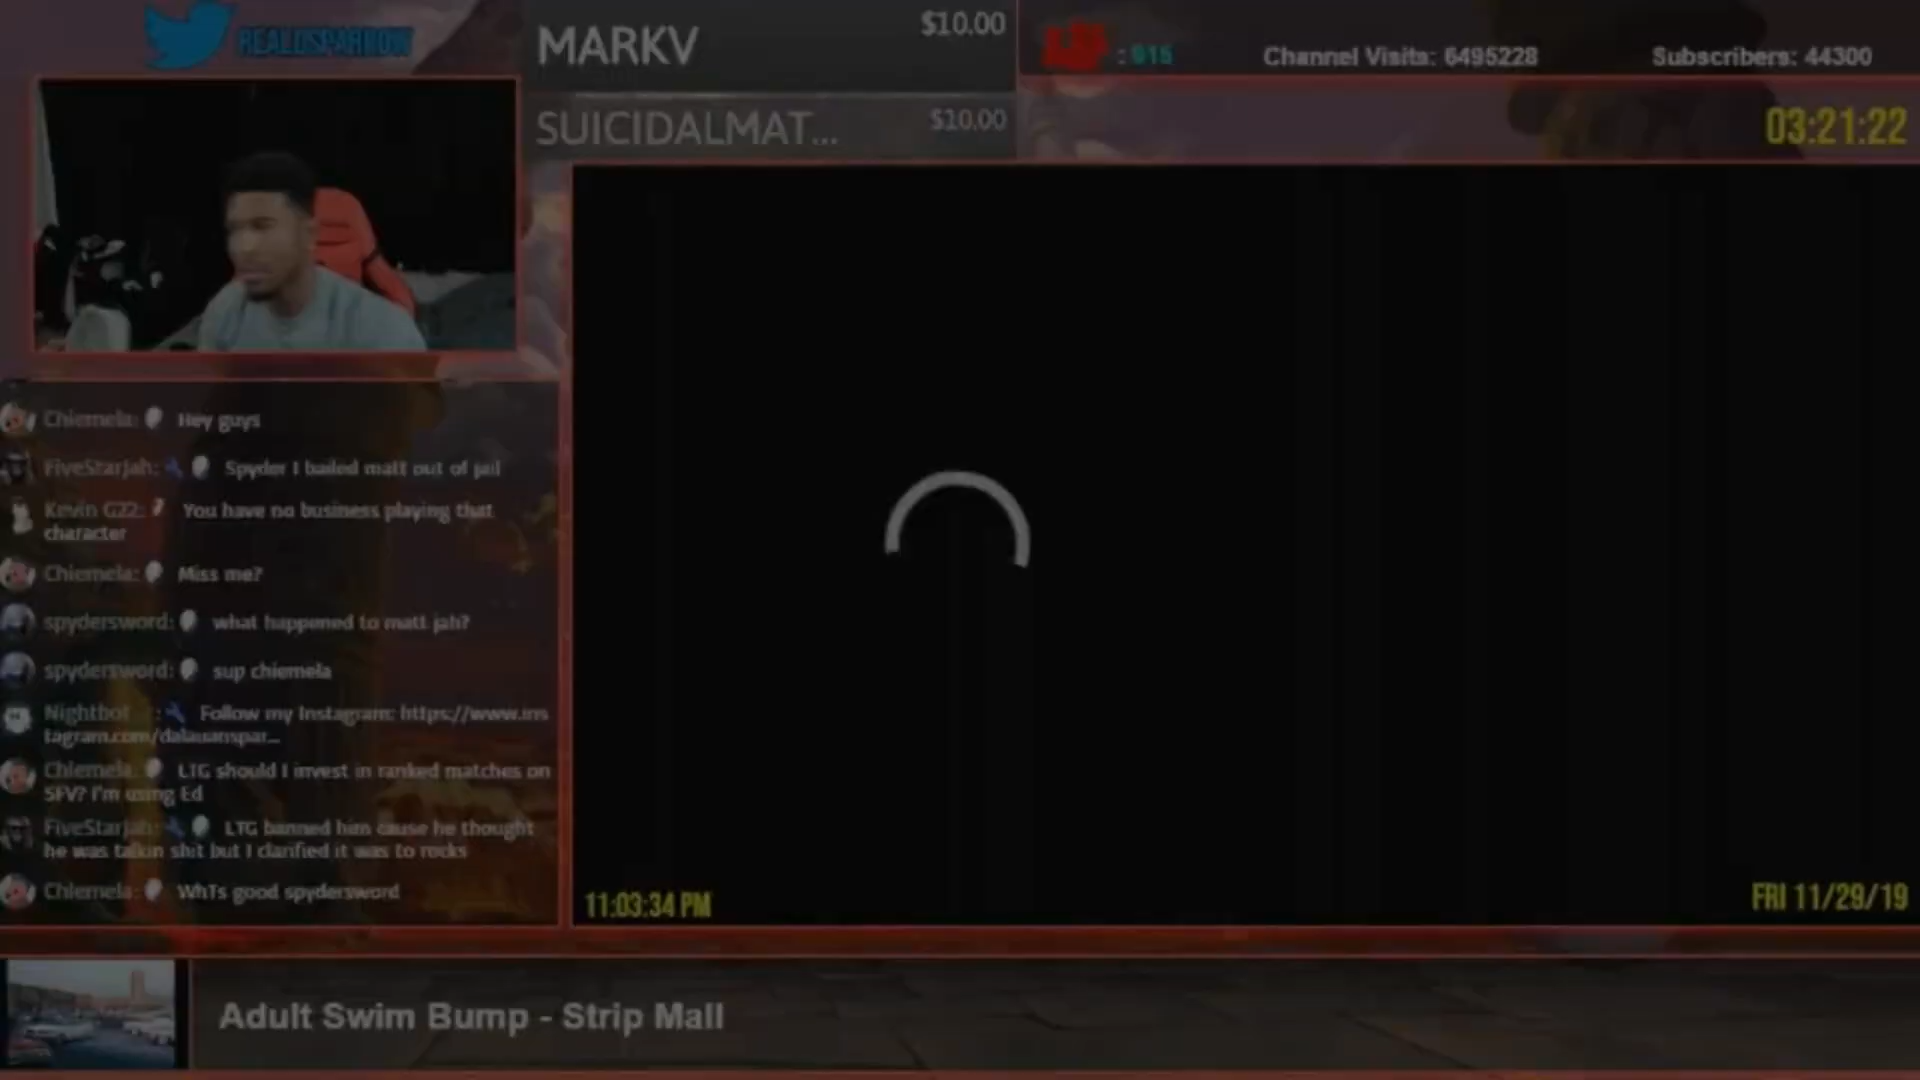 REALDSPARROW
MARKV
$10.00
SUICIDALMAT...
$10.00
: 915
Channel Visits: 6495228
Subscribers: 44300
03:21:22
Chiemela: Hey guys
FiveStarJah: Spyder I bailed matt out of jail
Kevin G22: You have no business playing that
character
Chiemela: Miss me?
spydersword: what happened to matt jah?
spydersword: sup chiemela
Nightbot : Follow my Instagram: https://www.ins
tagram.com/dalauanspar...
Chiemela: LTG should I invest in ranked matches on
SFV? I'm using Ed
FiveStarJah: LTG banned him cause he thought
he was talkin shit but I clarified it was to rocks
Chiemela: WhTs good spydersword
11:03:34 PM
FRI 11/29/19
Adult Swim Bump - Strip Mall